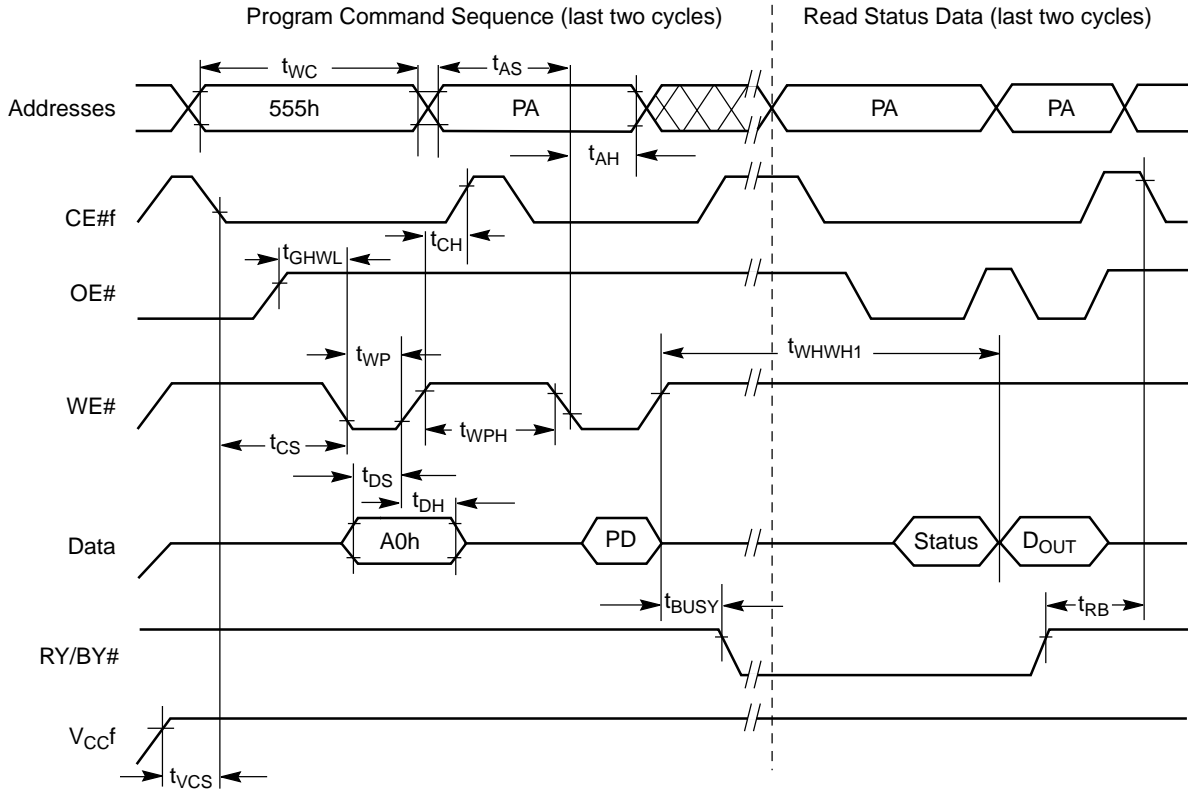 Program Command Sequence (last two cycles)
Read Status Data (last two cycles)
tWC
tAS
Addresses
555h
PA
PA
PA
tAH
CE#f
tCH
tGHWL
OE#
tWP
tWHWH1
WE#
tCS
tWPH
tDS
tDH
Data
A0h
PD
Status
DOUT
tBUSY
tRB
RY/BY#
VCCf
tVCS